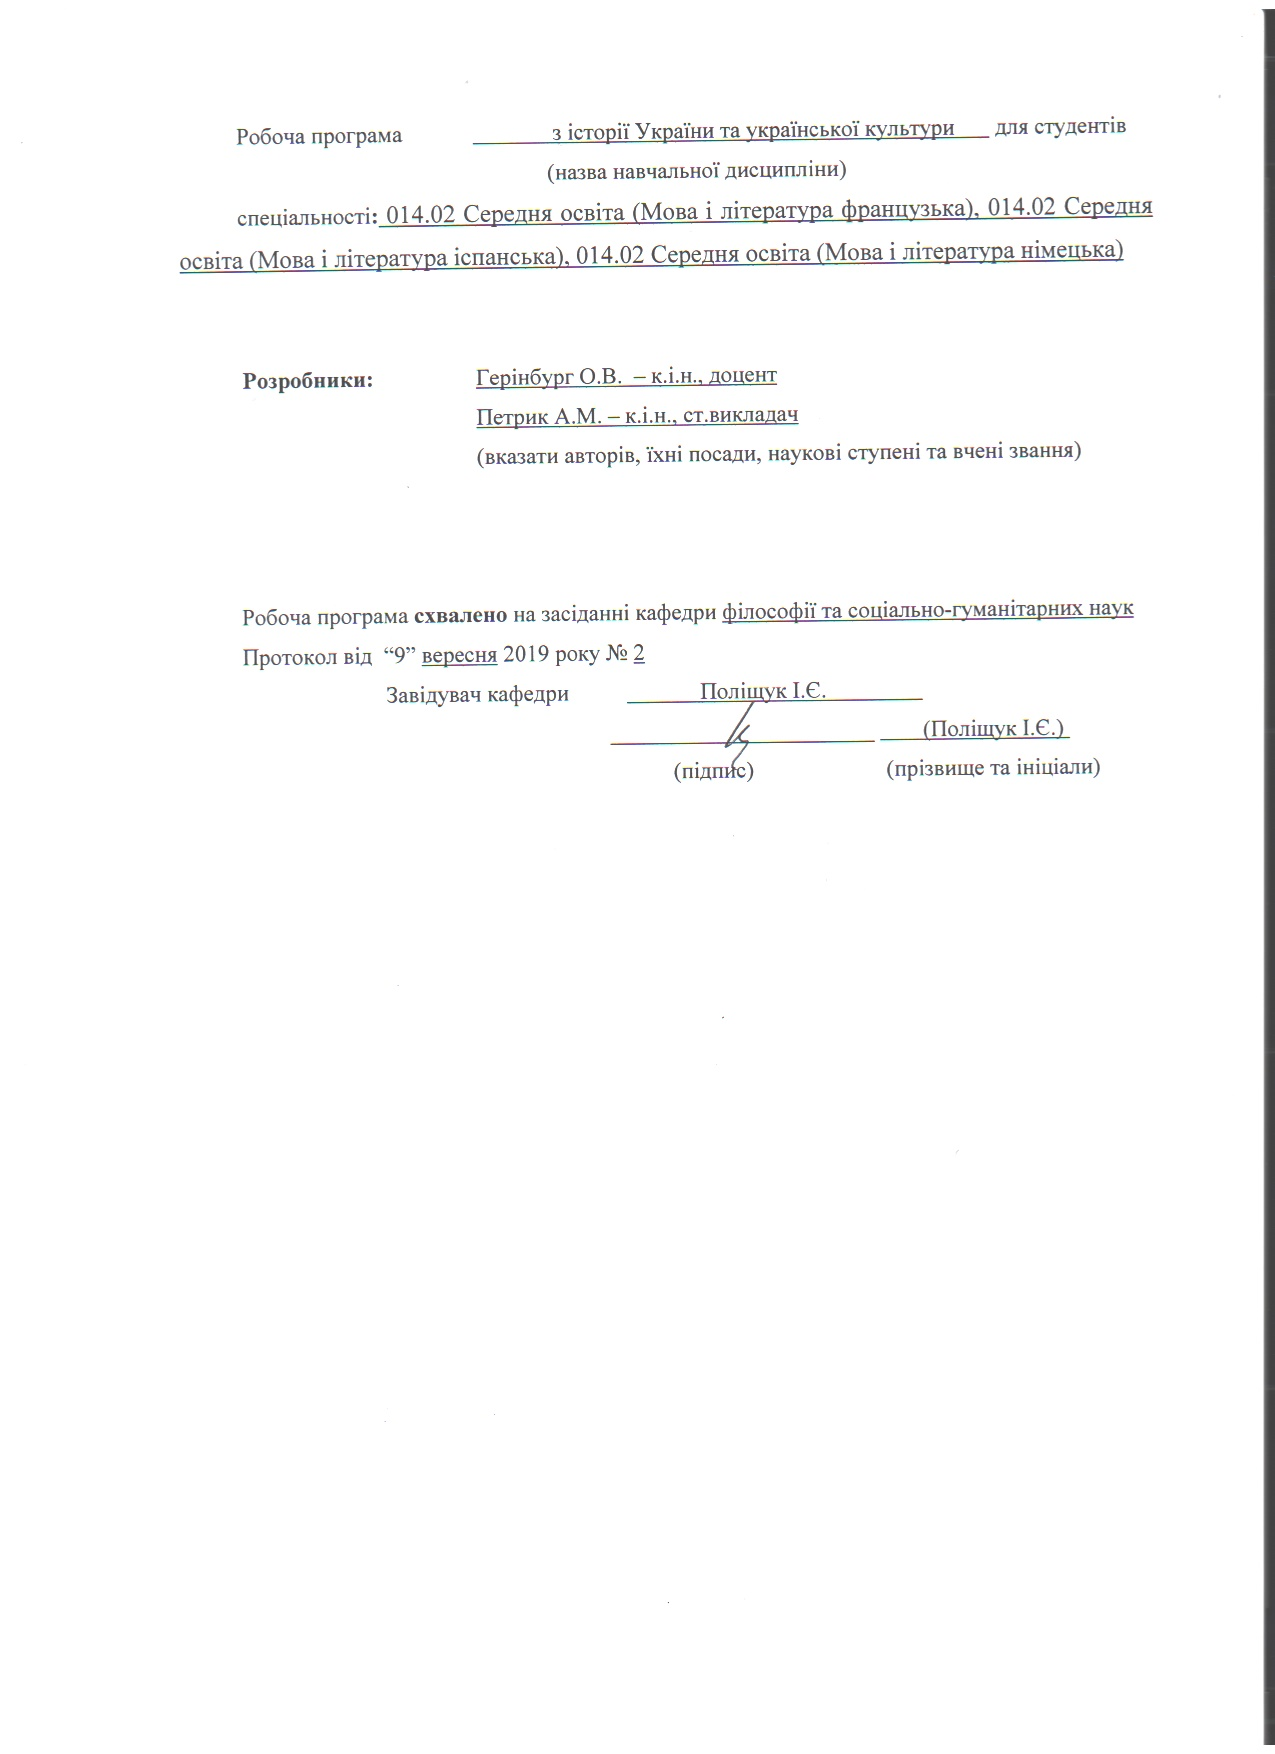 Робоча програма з історії України та української культури для студентів
(назва навчальної дисципліни)
спеціальності: 014.02 Середня освіта (Мова і література французька), 014.02 Середня
освіта (Мова і література іспанська), 014.02 Середня освіта (Мова і література німецька)
Розробники: Герінбург О.В. – к.і.н., доцент
Петрик А.М. – к.і.н., ст.викладач
(вказати авторів, їхні посади, наукові ступені та вчені звання)
Робоча програма схвалено на засіданні кафедри філософії та соціально-гуманітарних наук
Протокол від “9” вересня 2019 року № 2
Завідувач кафедри Поліщук І.Є.
(Поліщук І.Є.)
(підпис) (прізвище та ініціали)